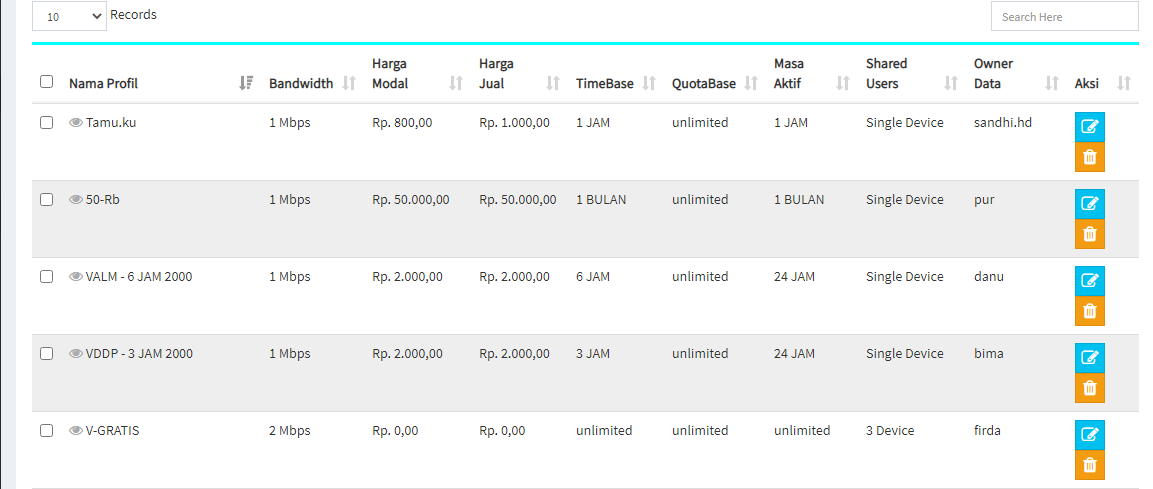 10 Records Search Here
Nama Profil Bandwidth Harga Modal Harga Jual TimeBase QuotaBase Masa Aktif Shared Users Owner Data Aksi
Tamu.ku 1 Mbps Rp. 800,00 Rp. 1.000,00 1 JAM unlimited 1 JAM Single Device sandhi.hd
50-Rb 1 Mbps Rp. 50.000,00 Rp. 50.000,00 1 BULAN unlimited 1 BULAN Single Device pur
VALM - 6 JAM 2000 1 Mbps Rp. 2.000,00 Rp. 2.000,00 6 JAM unlimited 24 JAM Single Device danu
VDDP - 3 JAM 2000 1 Mbps Rp. 2.000,00 Rp. 2.000,00 3 JAM unlimited 24 JAM Single Device bima
V-GRATIS 2 Mbps Rp. 0,00 Rp. 0,00 unlimited unlimited unlimited 3 Device firda